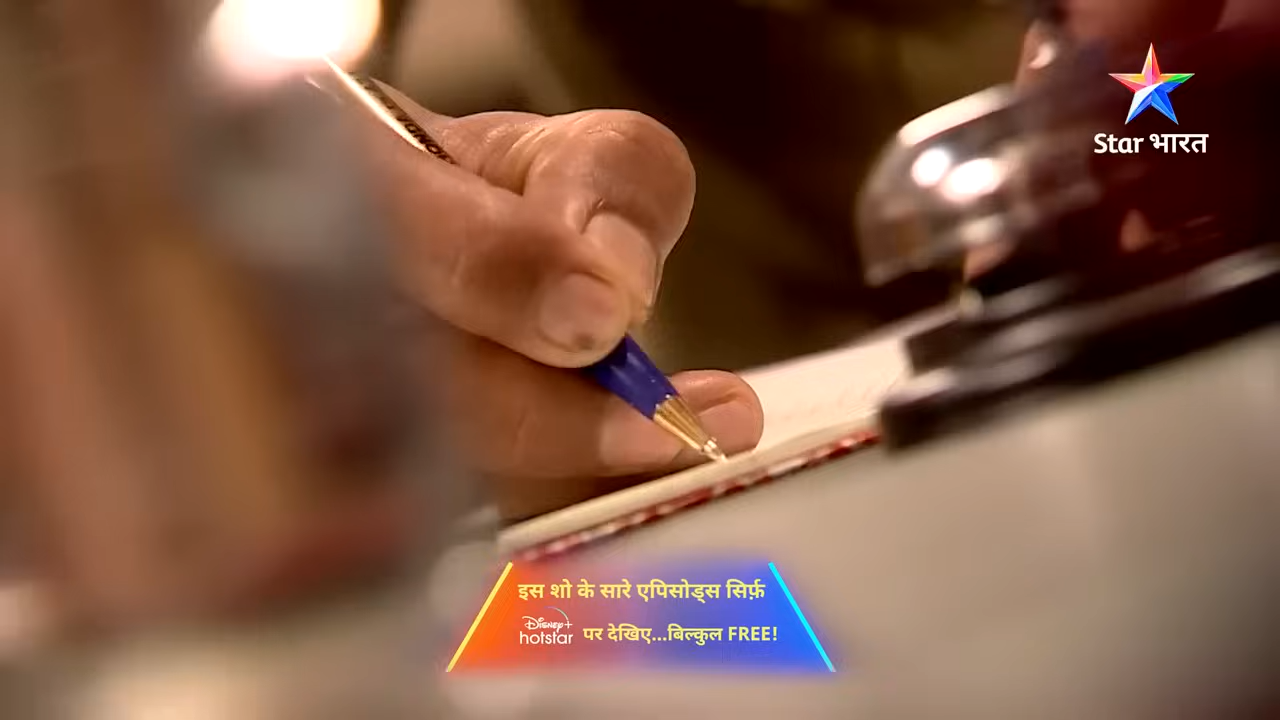 Star भारत
इस शो के सारे एपिसोड्स सिर्फ़
Disney+ hotstar पर देखिए...बिल्कुल FREE!